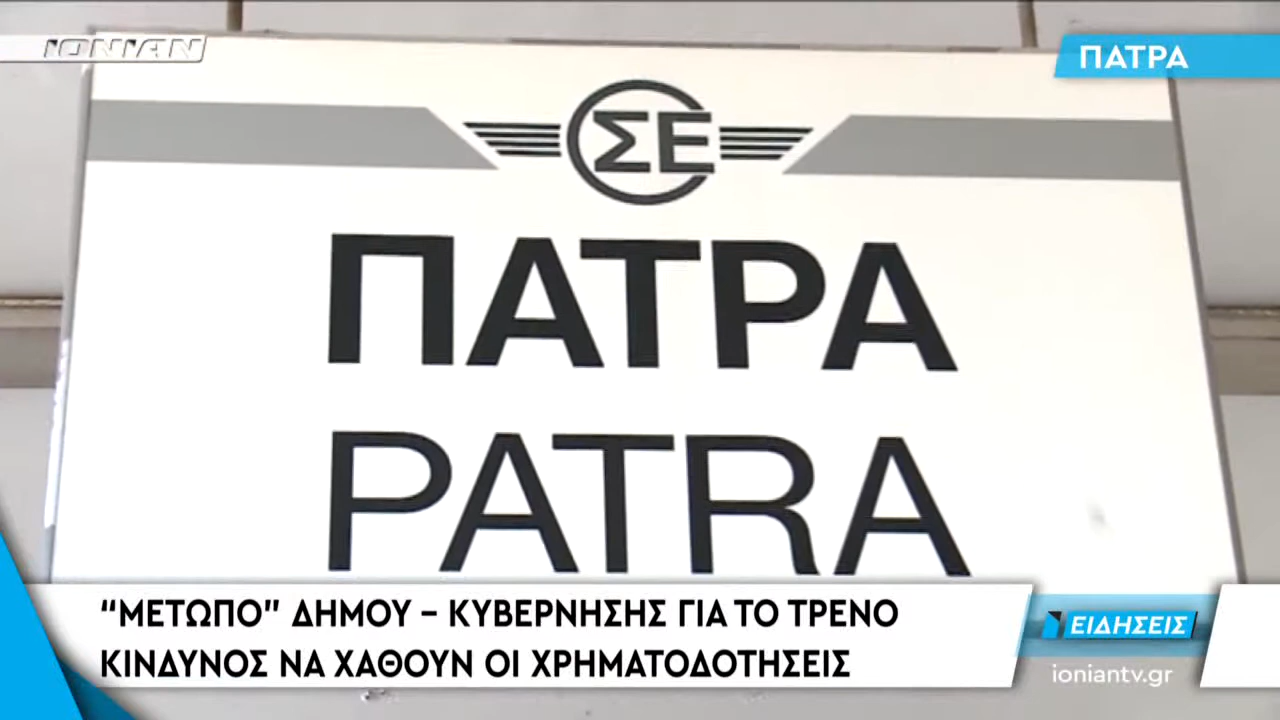 IONIAN
ΠΑΤΡΑ
ΣΕ
ΠΑΤΡΑ
PATRA
“ΜΕΤΩΠΟ” ΔΗΜΟΥ – ΚΥΒΕΡΝΗΣΗΣ ΓΙΑ ΤΟ ΤΡΕΝΟ
ΚΙΝΔΥΝΟΣ ΝΑ ΧΑΘΟΥΝ ΟΙ ΧΡΗΜΑΤΟΔΟΤΗΣΕΙΣ
ΕΙΔΗΣΕΙΣ
ioniantv.gr